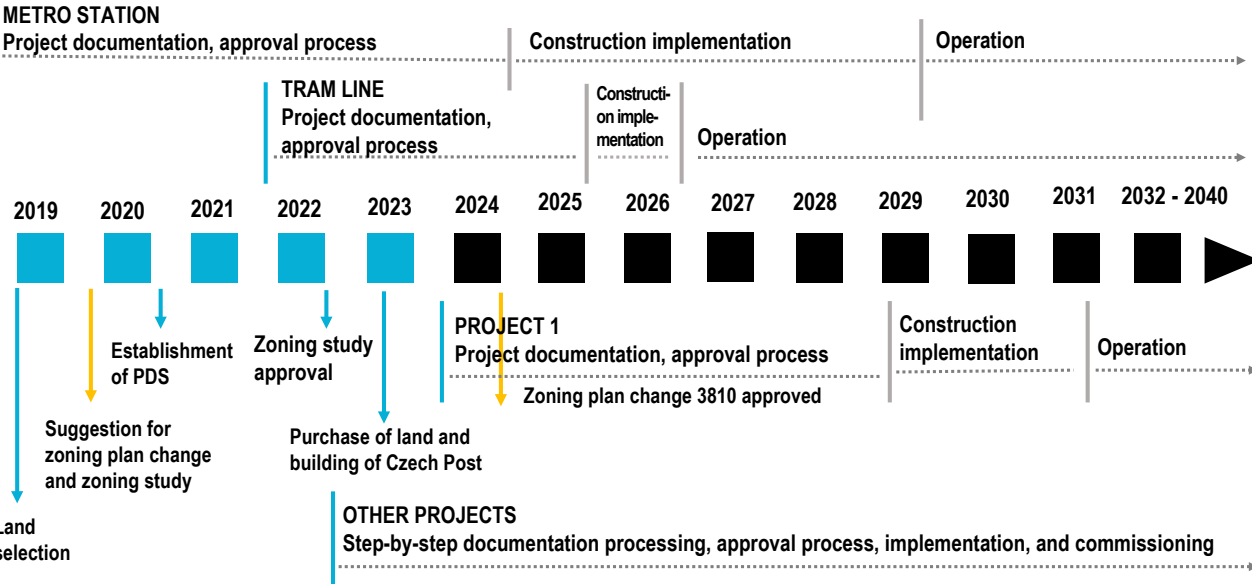 METRO STATION
Project documentation, approval process
Construction implementation
Operation
TRAM LINE
Project documentation,
approval process
Constructi-
on imple-
mentation
Operation
2019 2020 2021 2022 2023 2024 2025 2026 2027 2028 2029 2030 2031 2032 - 2040
Establishment
of PDS
Zoning study
approval
PROJECT 1
Project documentation, approval process
Construction
implementation
Operation
Zoning plan change 3810 approved
Suggestion for
zoning plan change
and zoning study
Purchase of land and
building of Czech Post
Land
selection
OTHER PROJECTS
Step-by-step documentation processing, approval process, implementation, and commissioning